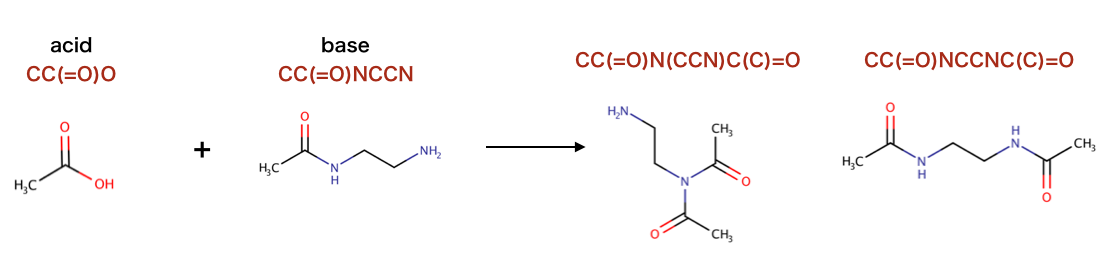 acid
CC(=O)O
base
CC(=O)NCCN
CC(=O)N(CCN)C(C)=O
CC(=O)NCCNC(C)=O
O
H₃C
OH
+
O
H₃C
N
H
NH₂
H₂N
CH₃
N
O
O
CH₃
O
H₃C
N
H
H
N
CH₃
O